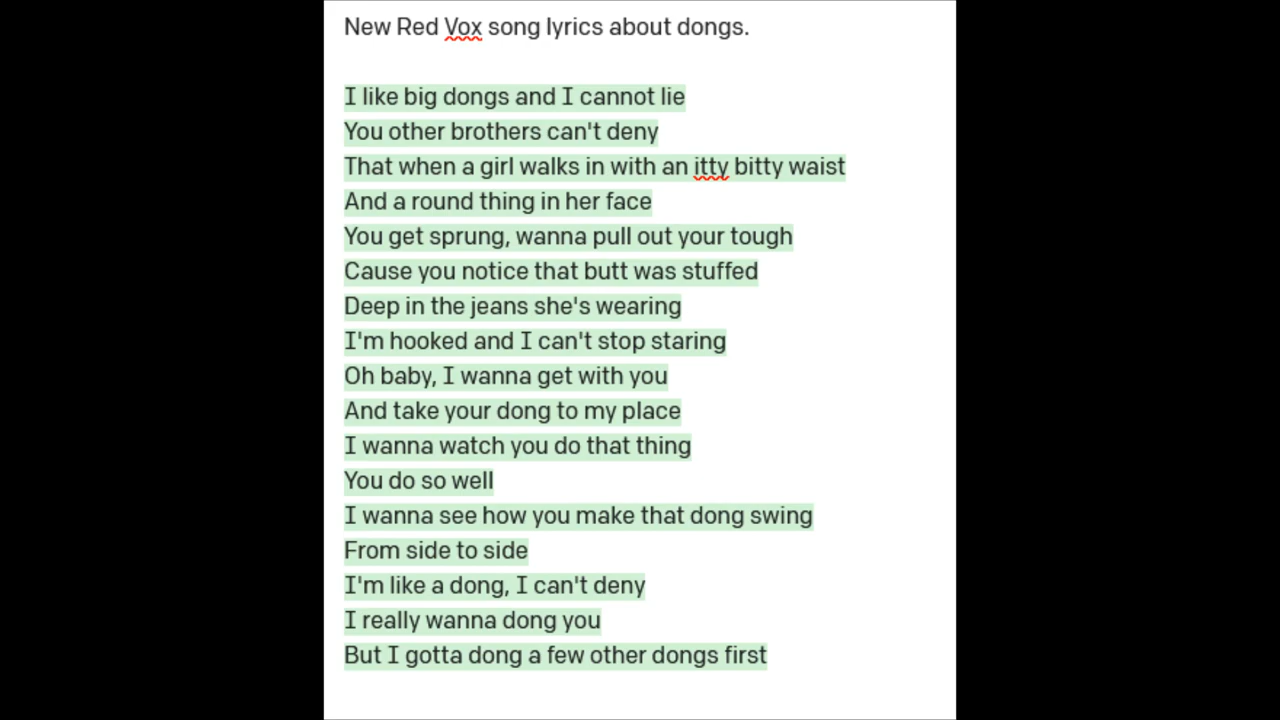 New Red Vox song lyrics about dongs.
I like big dongs and I cannot lie
You other brothers can't deny
That when a girl walks in with an itty bitty waist
And a round thing in her face
You get sprung, wanna pull out your tough
Cause you notice that butt was stuffed
Deep in the jeans she's wearing
I'm hooked and I can't stop staring
Oh baby, I wanna get with you
And take your dong to my place
I wanna watch you do that thing
You do so well
I wanna see how you make that dong swing
From side to side
I'm like a dong, I can't deny
I really wanna dong you
But I gotta dong a few other dongs first